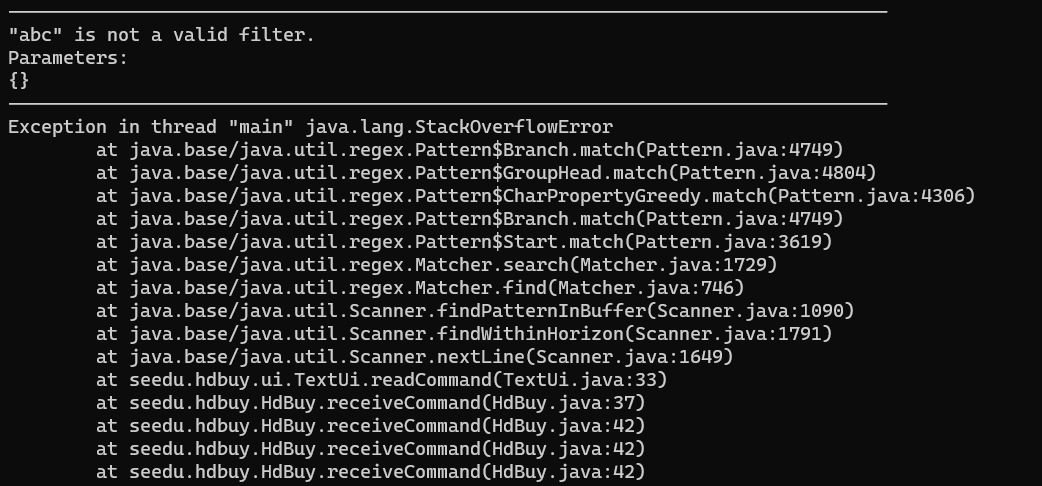 "abc" is not a valid filter.
Parameters:
{}
Exception in thread "main" java.lang.StackOverflowError
        at java.base/java.util.regex.Pattern$Branch.match(Pattern.java:4749)
        at java.base/java.util.regex.Pattern$GroupHead.match(Pattern.java:4804)
        at java.base/java.util.regex.Pattern$CharPropertyGreedy.match(Pattern.java:4306)
        at java.base/java.util.regex.Pattern$Branch.match(Pattern.java:4749)
        at java.base/java.util.regex.Pattern$Start.match(Pattern.java:3619)
        at java.base/java.util.regex.Matcher.search(Matcher.java:1729)
        at java.base/java.util.regex.Matcher.find(Matcher.java:746)
        at java.base/java.util.Scanner.findPatternInBuffer(Scanner.java:1090)
        at java.base/java.util.Scanner.findWithinHorizon(Scanner.java:1791)
        at java.base/java.util.Scanner.nextLine(Scanner.java:1649)
        at seedu.hdbuy.ui.TextUi.readCommand(TextUi.java:33)
        at seedu.hdbuy.HdBuy.receiveCommand(HdBuy.java:37)
        at seedu.hdbuy.HdBuy.receiveCommand(HdBuy.java:42)
        at seedu.hdbuy.HdBuy.receiveCommand(HdBuy.java:42)
        at seedu.hdbuy.HdBuy.receiveCommand(HdBuy.java:42)